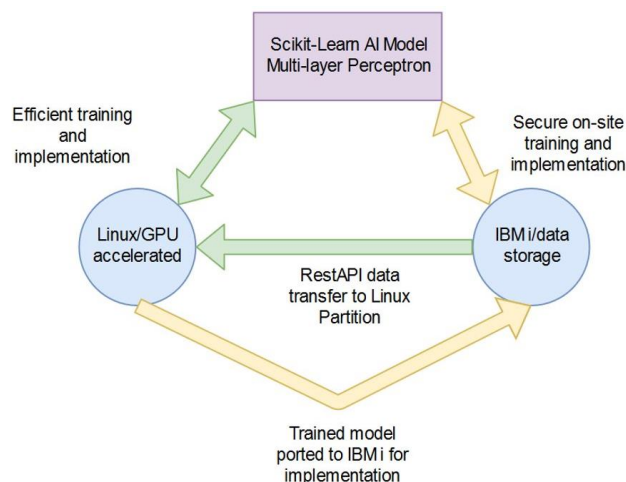 Scikit-Learn AI Model
Multi-layer Perceptron
Efficient training
and
implementation
Secure on-site
training and
implementation
Linux/GPU
accelerated
IBM i/data
storage
RestAPI data
transfer to Linux
Partition
Trained model
ported to IBM i for
implementation